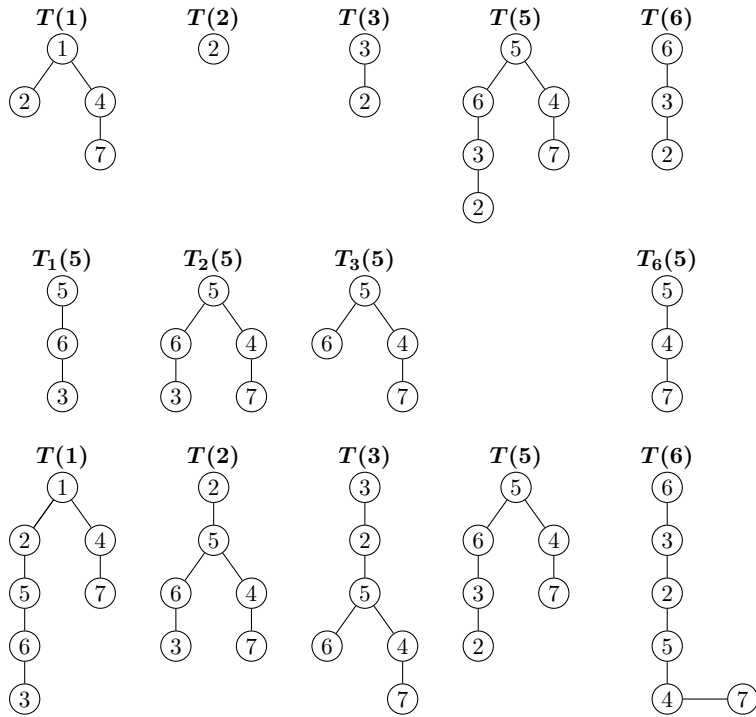 T(1) T(2) T(3) T(5) T(6)
1 2 3 5 6
2 4 2 6 4 3
7 3 7 2
2
T₁(5) T₂(5) T₃(5) T₆(5)
5 5 5 5
6 6 4 6 4 4
3 3 7 7 7
T(1) T(2) T(3) T(5) T(6)
1 2 3 5 6
2 4 5 2 6 4 3
5 7 6 4 5 3 7 2
6 3 7 6 4 2 5
3 7 4 7